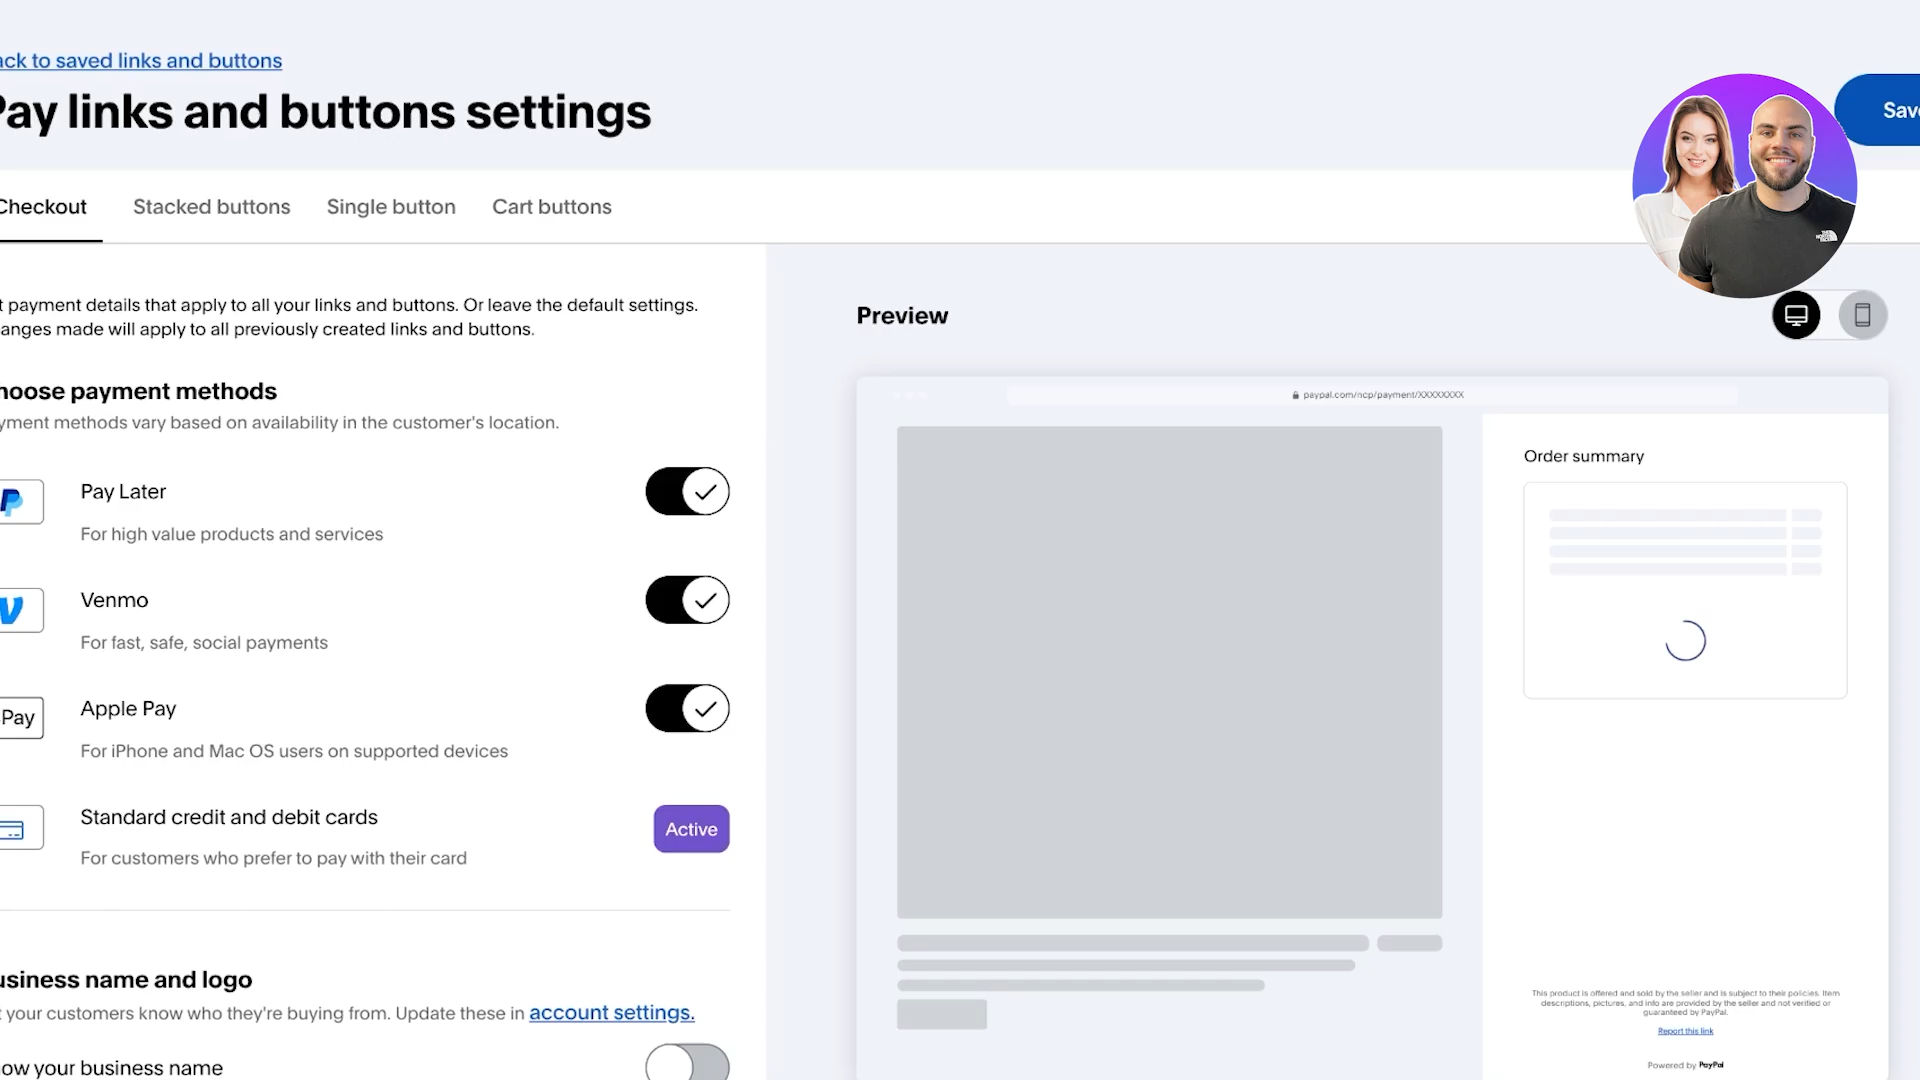 ack to saved links and buttons
Pay links and buttons settings
Save
Checkout
Stacked buttons
Single button
Cart buttons
t payment details that apply to all your links and buttons. Or leave the default settings.
anges made will apply to all previously created links and buttons.
hoose payment methods
yment methods vary based on availability in the customer's location.
Pay Later
For high value products and services
Venmo
For fast, safe, social payments
Pay
Apple Pay
For iPhone and Mac OS users on supported devices
Standard credit and debit cards
Active
For customers who prefer to pay with their card
usiness name and logo
t your customers know who they're buying from. Update these in account settings.
ow your business name
Preview
paypal.com/ncp/payment/XXXXXXXX
Order summary
This product is offered and sold by the seller and is subject to their policies. Item
descriptions, pictures, and info are provided by the seller and not verified or
guaranteed by PayPal.
Report this link
Powered by PayPal